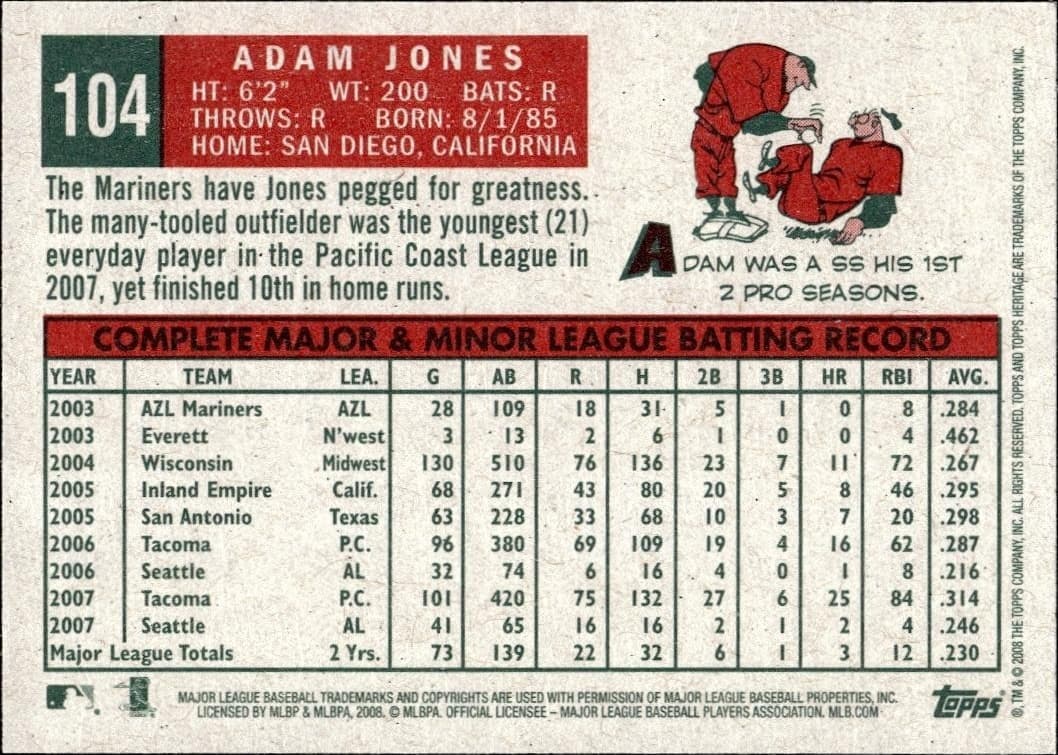 104
ADAM JONES
HT: 6'2" WT: 200 BATS: R
THROWS: R BORN: 8/1/85
HOME: SAN DIEGO, CALIFORNIA
The Mariners have Jones pegged for greatness.
The many-tooled outfielder was the youngest (21)
everyday player in the Pacific Coast League in
2007, yet finished 10th in home runs.
ADAM WAS A SS HIS 1ST
2 PRO SEASONS.
COMPLETE MAJOR & MINOR LEAGUE BATTING RECORD
YEAR TEAM LEA. G AB R H 2B 3B HR RBI AVG.
2003 AZL Mariners AZL 28 109 18 31 5 1 0 8 .284
2003 Everett N'west 3 13 2 6 1 0 0 4 .462
2004 Wisconsin Midwest 130 510 76 136 23 7 11 72 .267
2005 Inland Empire Calif. 68 271 43 80 20 5 8 46 .295
2005 San Antonio Texas 63 228 33 68 10 3 7 20 .298
2006 Tacoma P.C. 96 380 69 109 19 4 16 62 .287
2006 Seattle AL 32 74 6 16 4 0 1 8 .216
2007 Tacoma P.C. 101 420 75 132 27 6 25 84 .314
2007 Seattle AL 41 65 16 16 2 1 2 4 .246
Major League Totals 2 Yrs. 73 139 22 32 6 1 3 12 .230
MAJOR LEAGUE BASEBALL TRADEMARKS AND COPYRIGHTS ARE USED WITH PERMISSION OF MAJOR LEAGUE BASEBALL PROPERTIES, INC.
LICENSED BY MLBP & MLBPA, 2008. © MLBPA. OFFICIAL LICENSEE – MAJOR LEAGUE BASEBALL PLAYERS ASSOCIATION. MLB.COM
Topps
®, TM & © 2008 THE TOPPS COMPANY, INC. ALL RIGHTS RESERVED. TOPPS AND TOPPS HERITAGE ARE TRADEMARKS OF THE TOPPS COMPANY, INC.